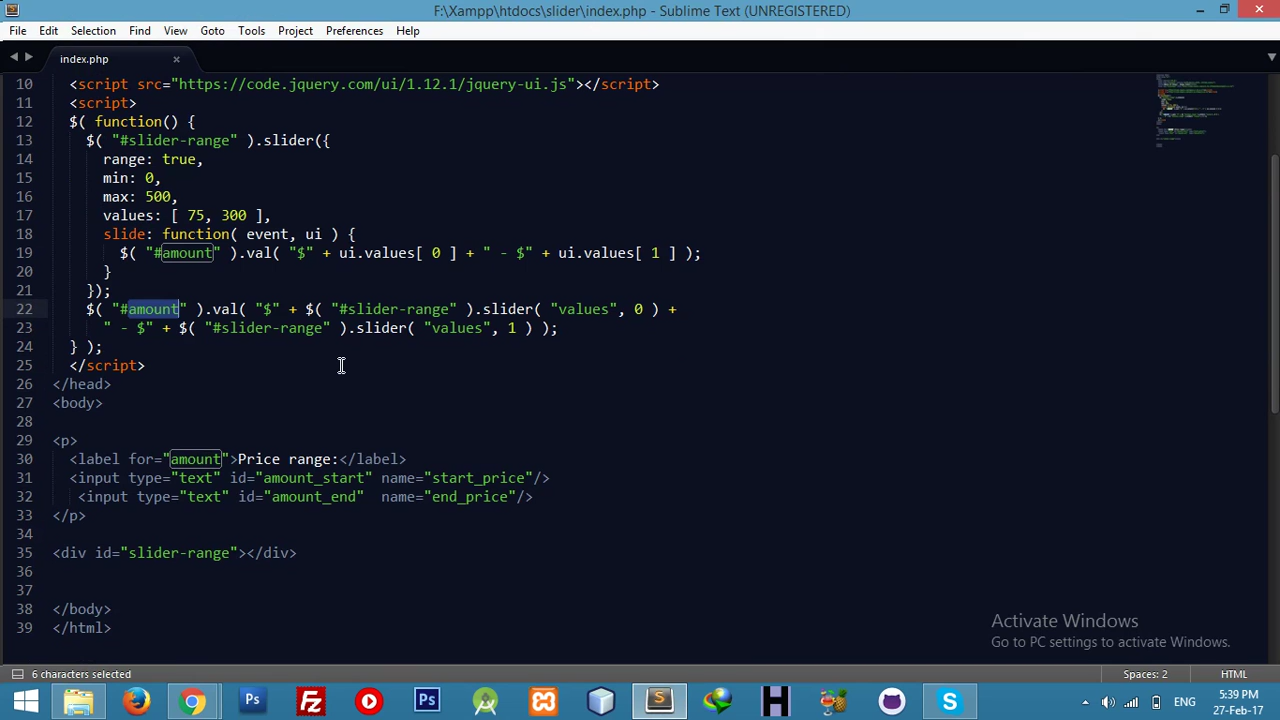 F:\Xampp\htdocs\slider\index.php - Sublime Text (UNREGISTERED)
File Edit Selection Find View Goto Tools Project Preferences Help
index.php
10 <script src="https://code.jquery.com/ui/1.12.1/jquery-ui.js"></script>
11 <script>
12 $( function() {
13 $( "#slider-range" ).slider({
14 range: true,
15 min: 0,
16 max: 500,
17 values: [ 75, 300 ],
18 slide: function( event, ui ) {
19 $( "#amount" ).val( "$" + ui.values[ 0 ] + " - $" + ui.values[ 1 ] );
20 }
21 });
22 $( "#amount" ).val( "$" + $( "#slider-range" ).slider( "values", 0 ) +
23 " - $" + $( "#slider-range" ).slider( "values", 1 ) );
24 } );
25 </script>
26 </head>
27 <body>
28
29 <p>
30 <label for="amount">Price range:</label>
31 <input type="text" id="amount_start" name="start_price"/>
32 <input type="text" id="amount_end" name="end_price"/>
33 </p>
34
35 <div id="slider-range"></div>
36
37
38 </body>
39 </html>
Activate Windows
Go to PC settings to activate Windows.
6 characters selected Spaces: 2 HTML
Ps Fz Ps S H S ENG 5:39 PM
27-Feb-17